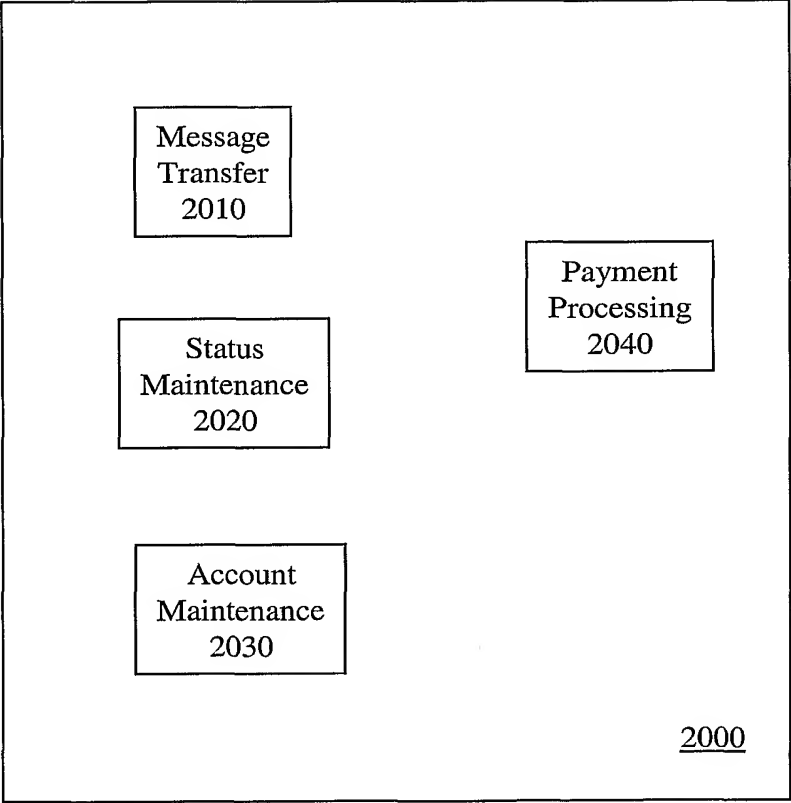 Message
Transfer
2010
Payment
Processing
2040
Status
Maintenance
2020
Account
Maintenance
2030
2000